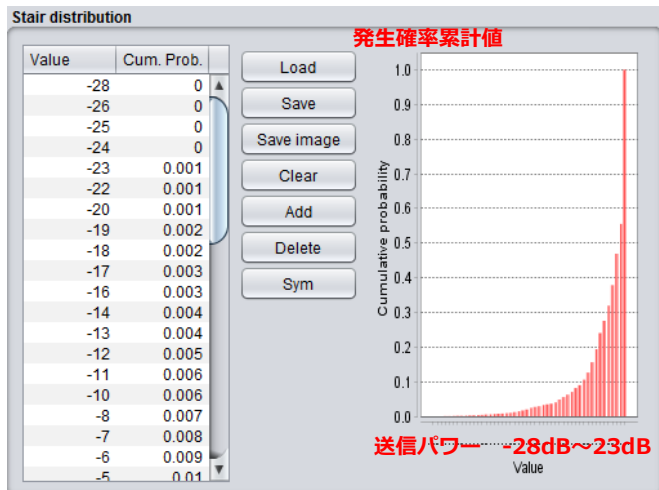 Stair distribution
発生確率累計値
Value Cum. Prob.
-28 0
-26 0
-25 0
-24 0
-23 0.001
-22 0.001
-20 0.001
-19 0.002
-18 0.002
-17 0.003
-16 0.003
-14 0.004
-13 0.004
-12 0.005
-11 0.006
-10 0.006
-8 0.007
-7 0.008
-6 0.009
-5 0.01
Load
Save
Save image
Clear
Add
Delete
Sym
Cumulative probability
1.0
0.9
0.8
0.7
0.6
0.5
0.4
0.3
0.2
0.1
0.0
送信パワー -28dB～23dB
Value